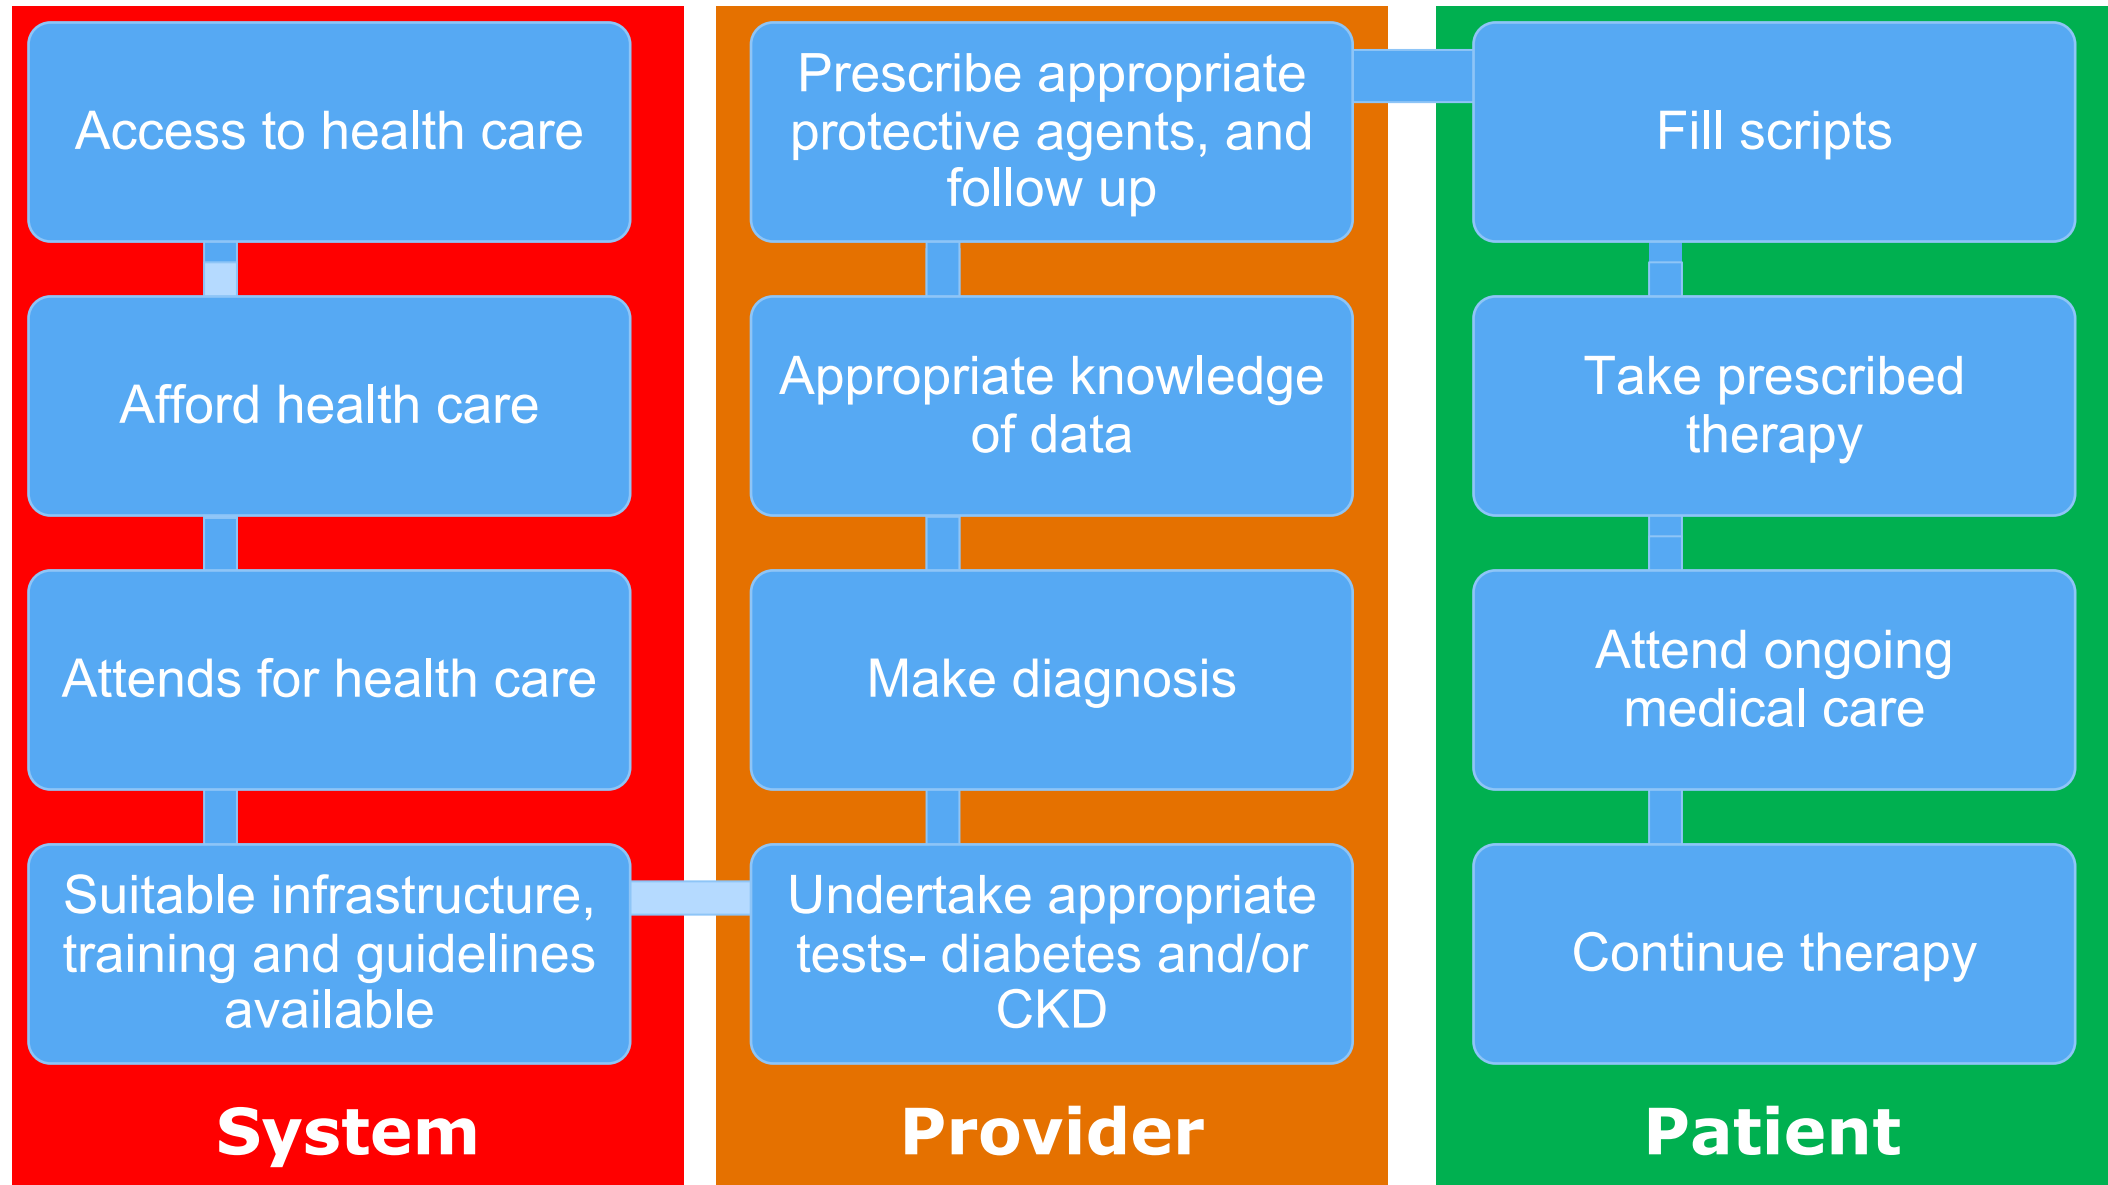 Access to health care
Afford health care
Attends for health care
Suitable infrastructure,
training and guidelines
available
System
Prescribe appropriate
protective agents, and
follow up
Appropriate knowledge
of data
Make diagnosis
Undertake appropriate
tests- diabetes and/or
CKD
Provider
Fill scripts
Take prescribed
therapy
Attend ongoing
medical care
Continue therapy
Patient